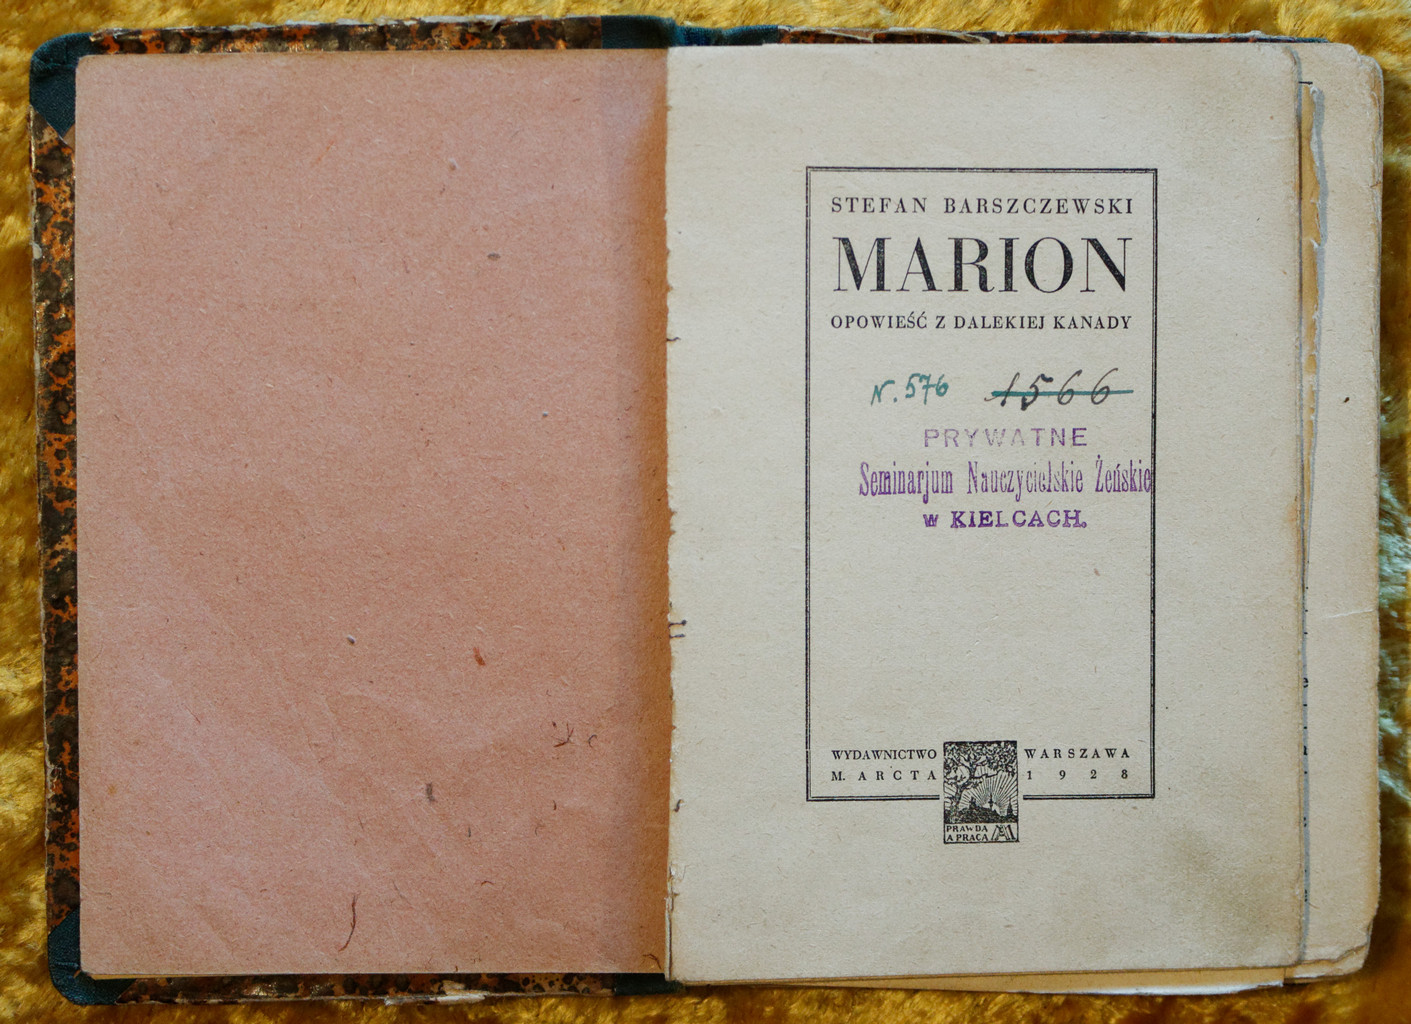 STEFAN BARSZCZEWSKI
MARION
OPOWIEŚĆ Z DALEKIEJ KANADY
N. 576 1566
PRYWATNE
Seminarjum Nauczycielskie Żeńskie
w KIELCACH.
WYDAWNICTWO WARSZAWA
M. ARCTA 1928
PRAWDA
A PRACA